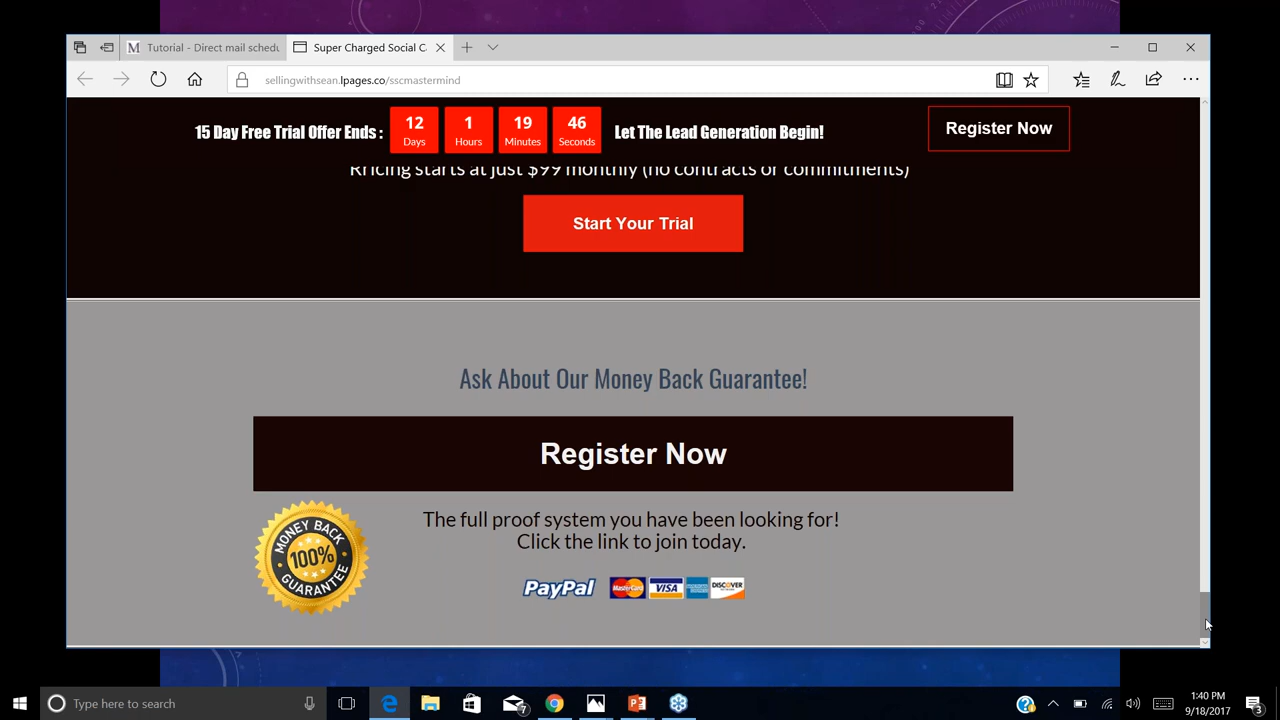 Tutorial - Direct mail schedu
Super Charged Social C
sellingwithsean.lpages.co/sscmastermind
15 Day Free Trial Offer Ends :
12
Days
1
Hours
19
Minutes
46
Seconds
Let The Lead Generation Begin!
Register Now
Rricing starts at just $99 monthly (no contracts or commitments)
Start Your Trial
Ask About Our Money Back Guarantee!
Register Now
MONEY BACK
100%
GUARANTEE
The full proof system you have been looking for!
Click the link to join today.
PayPal
MasterCard
VISA
DISCOVER
Type here to search
7
1:40 PM
9/18/2017
3